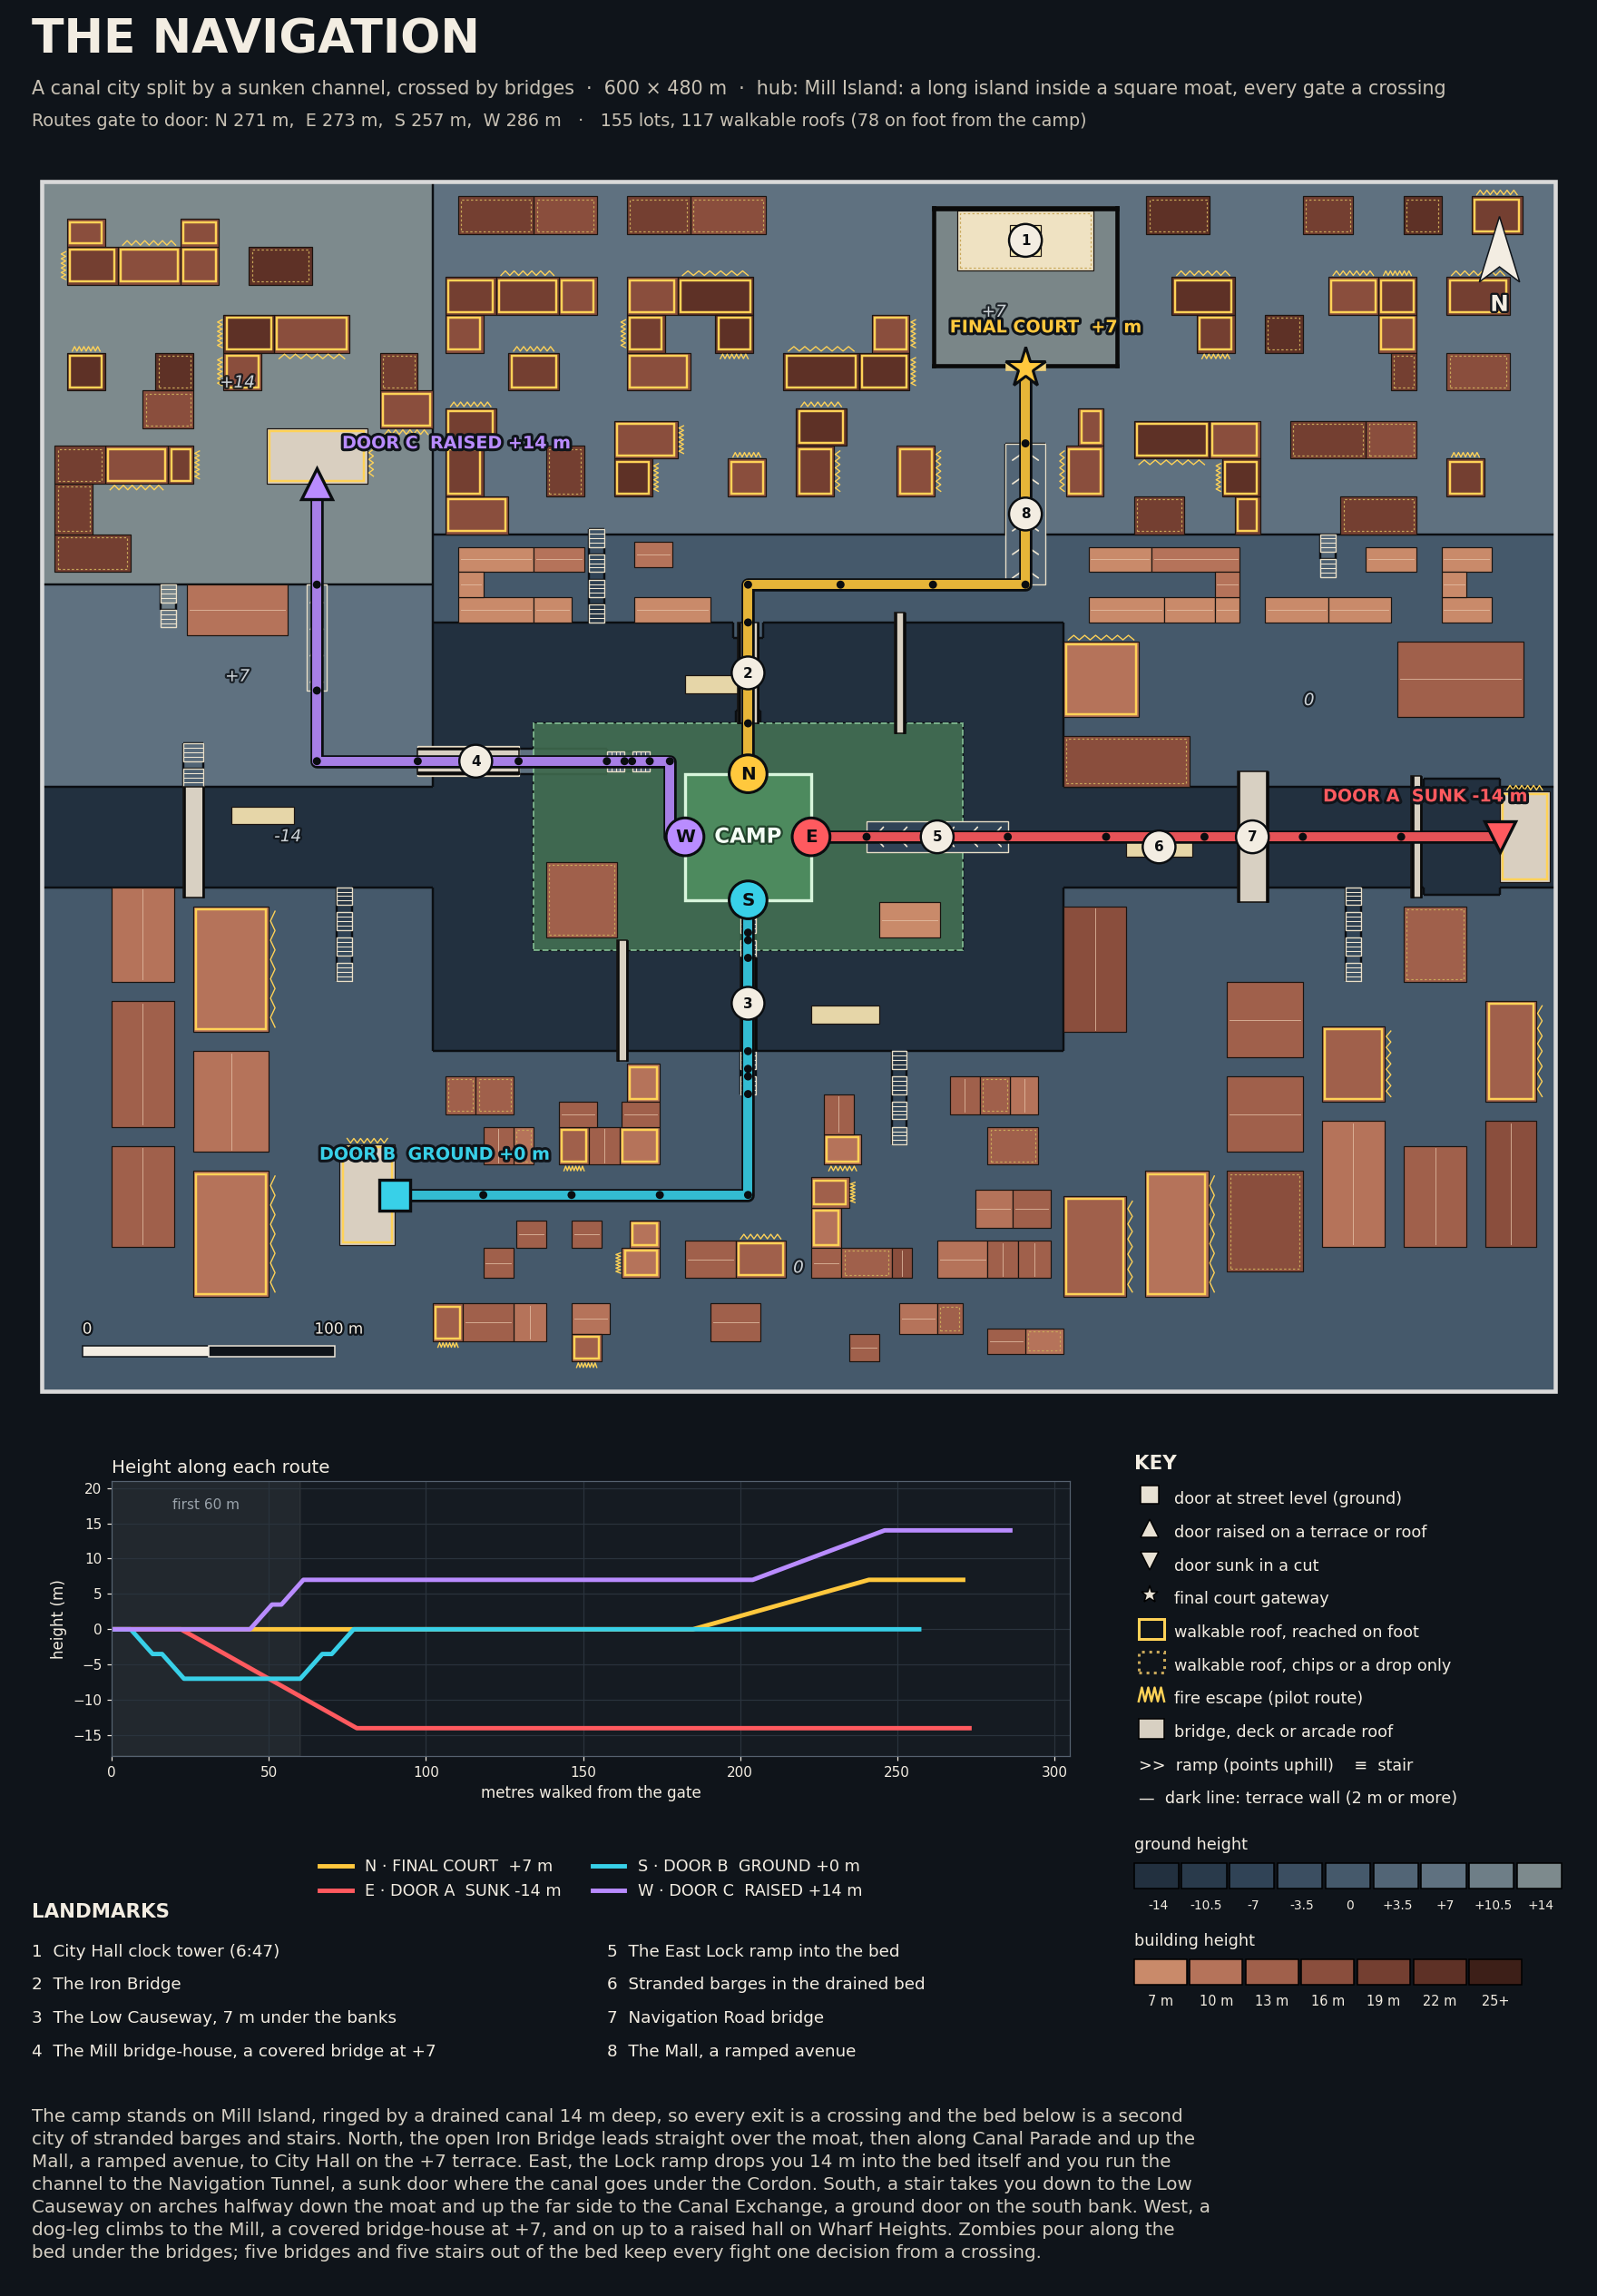 THE NAVIGATION
A canal city split by a sunken channel, crossed by bridges · 600 × 480 m · hub: Mill Island: a long island inside a square moat, every gate a crossing
Routes gate to door: N 271 m, E 273 m, S 257 m, W 286 m · 155 lots, 117 walkable roofs (78 on foot from the camp)
1
+7
FINAL COURT +7 m
N
+14
DOOR C RAISED +14 m
8
+7
2
0
4
N
DOOR A SUNK -14 m
-14
W
CAMP
E
5
6
7
S
3
DOOR B GROUND +0 m
0
0
100 m
Height along each route
first 60 m
20
15
10
5
0
−5
−10
−15
height (m)
0
50
100
150
200
250
300
metres walked from the gate
N · FINAL COURT +7 m
S · DOOR B GROUND +0 m
E · DOOR A SUNK -14 m
W · DOOR C RAISED +14 m
KEY
door at street level (ground)
door raised on a terrace or roof
door sunk in a cut
final court gateway
walkable roof, reached on foot
walkable roof, chips or a drop only
fire escape (pilot route)
bridge, deck or arcade roof
>> ramp (points uphill) ≡ stair
— dark line: terrace wall (2 m or more)
ground height
-14 -10.5 -7 -3.5 0 +3.5 +7 +10.5 +14
building height
7 m 10 m 13 m 16 m 19 m 22 m 25+
LANDMARKS
1 City Hall clock tower (6:47)
2 The Iron Bridge
3 The Low Causeway, 7 m under the banks
4 The Mill bridge-house, a covered bridge at +7
5 The East Lock ramp into the bed
6 Stranded barges in the drained bed
7 Navigation Road bridge
8 The Mall, a ramped avenue
The camp stands on Mill Island, ringed by a drained canal 14 m deep, so every exit is a crossing and the bed below is a second
city of stranded barges and stairs. North, the open Iron Bridge leads straight over the moat, then along Canal Parade and up the
Mall, a ramped avenue, to City Hall on the +7 terrace. East, the Lock ramp drops you 14 m into the bed itself and you run the
channel to the Navigation Tunnel, a sunk door where the canal goes under the Cordon. South, a stair takes you down to the Low
Causeway on arches halfway down the moat and up the far side to the Canal Exchange, a ground door on the south bank. West, a
dog-leg climbs to the Mill, a covered bridge-house at +7, and on up to a raised hall on Wharf Heights. Zombies pour along the
bed under the bridges; five bridges and five stairs out of the bed keep every fight one decision from a crossing.